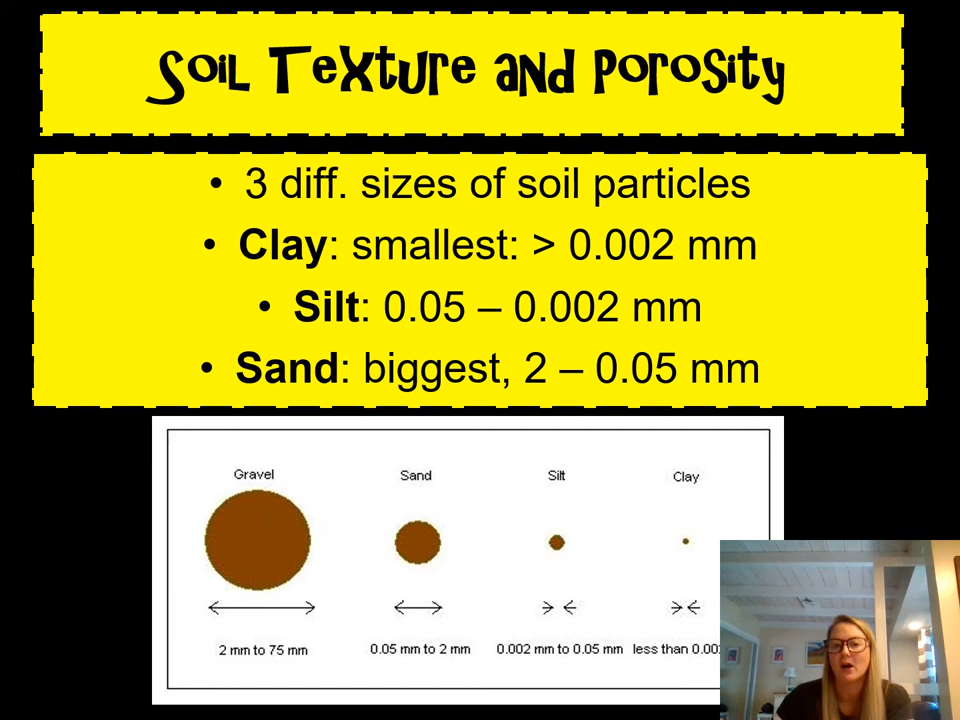 Soil Texture and Porosity
• 3 diff. sizes of soil particles
• Clay: smallest: > 0.002 mm
• Silt: 0.05 – 0.002 mm
• Sand: biggest, 2 – 0.05 mm
Gravel Sand Silt Clay
2 mm to 75 mm 0.05 mm to 2 mm 0.002 mm to 0.05 mm less than 0.002